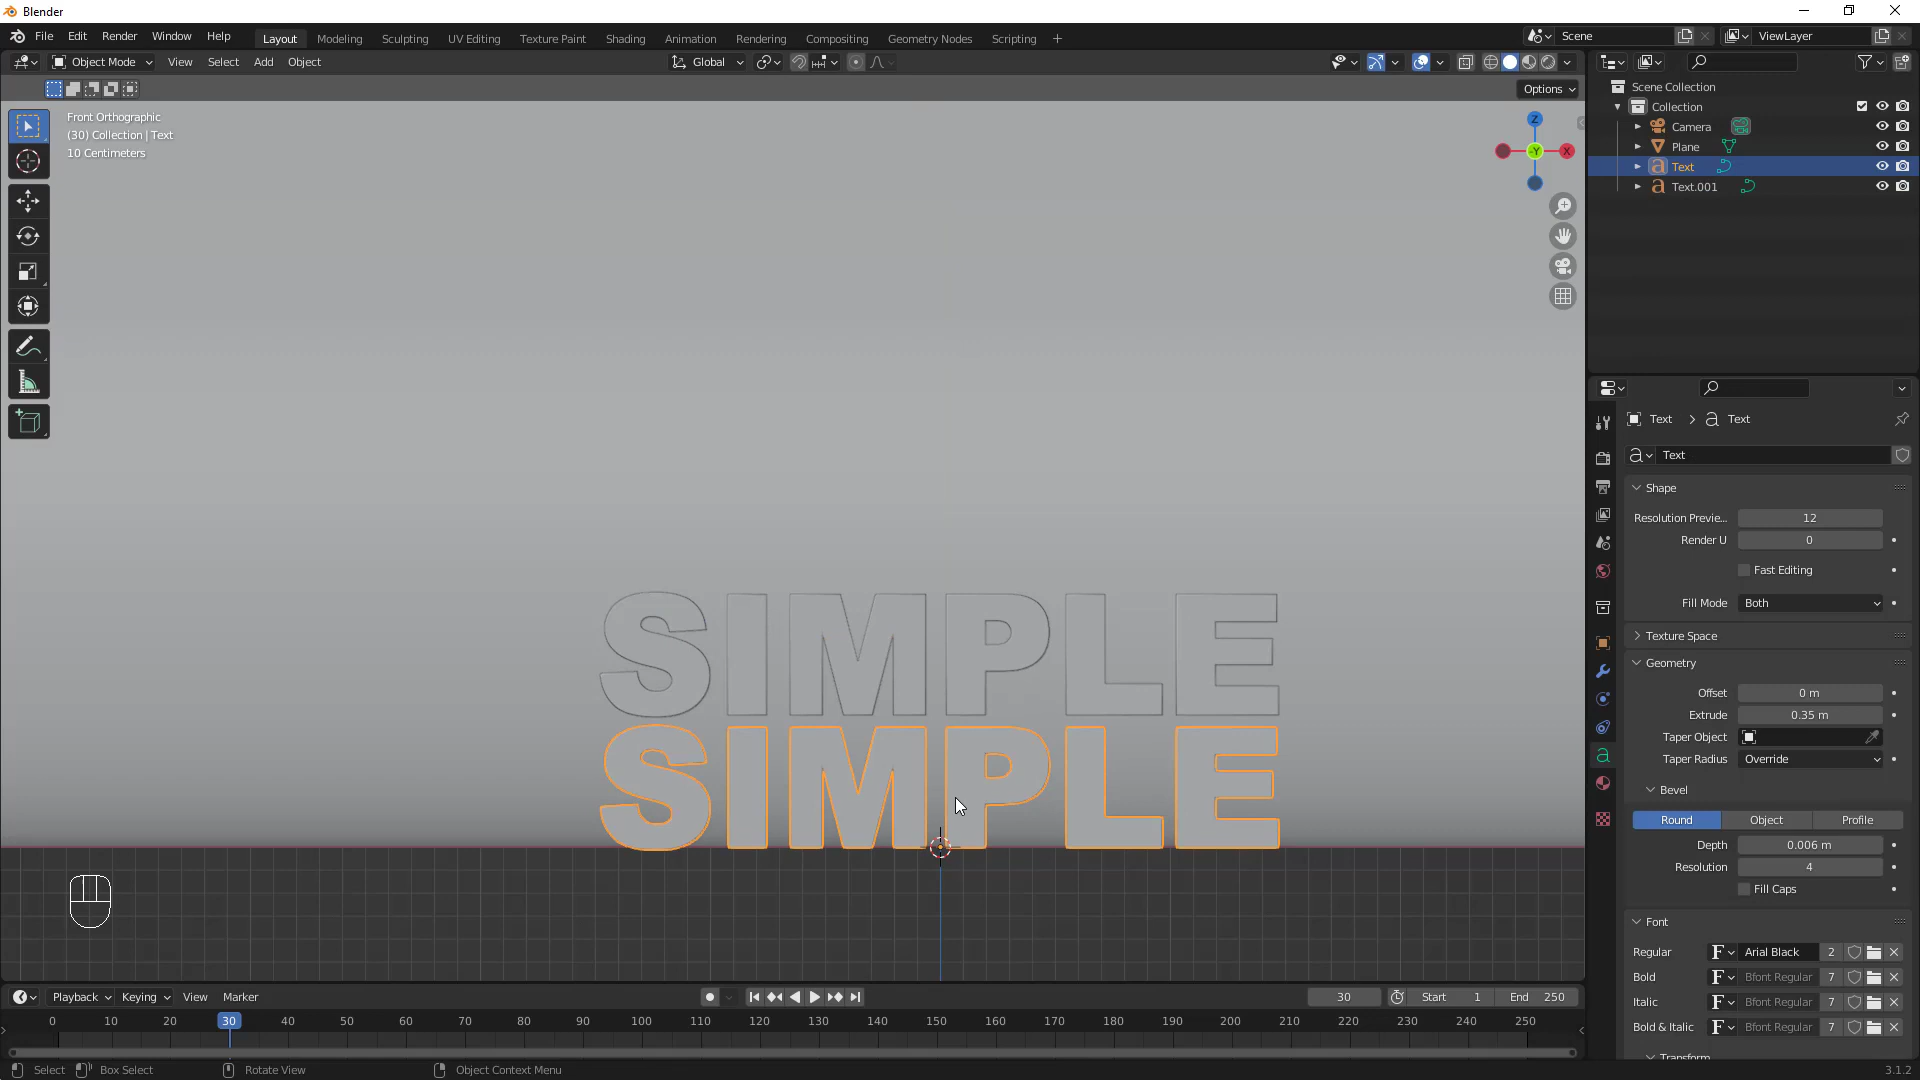 Blender
File Edit Render Window Help Layout Modeling Sculpting UV Editing Texture Paint Shading Animation Rendering Compositing Geometry Nodes Scripting + Scene ViewLayer
Object Mode View Select Add Object Global
Options
Front Orthographic
(30) Collection | Text
10 Centimeters
Z
-Y X
Scene Collection
Collection
Camera
Plane
Text
Text.001
SIMPLE
SIMPLE
Text > Text
Text
Shape
Resolution Previe... 12
Render U 0
Fast Editing
Fill Mode Both
Texture Space
Geometry
Offset 0 m
Extrude 0.35 m
Taper Object
Taper Radius Override
Bevel
Round Object Profile
Depth 0.006 m
Resolution 4
Fill Caps
Font
Regular F Arial Black 2
Bold F Bfont Regular 7
Italic F Bfont Regular 7
Bold & Italic F Bfont Regular 7
Transform
Playback Keying View Marker 30 Start 1 End 250
0 10 20 30 40 50 60 70 80 90 100 110 120 130 140 150 160 170 180 190 200 210 220 230 240 250
Select Box Select Rotate View Object Context Menu 3.1.2